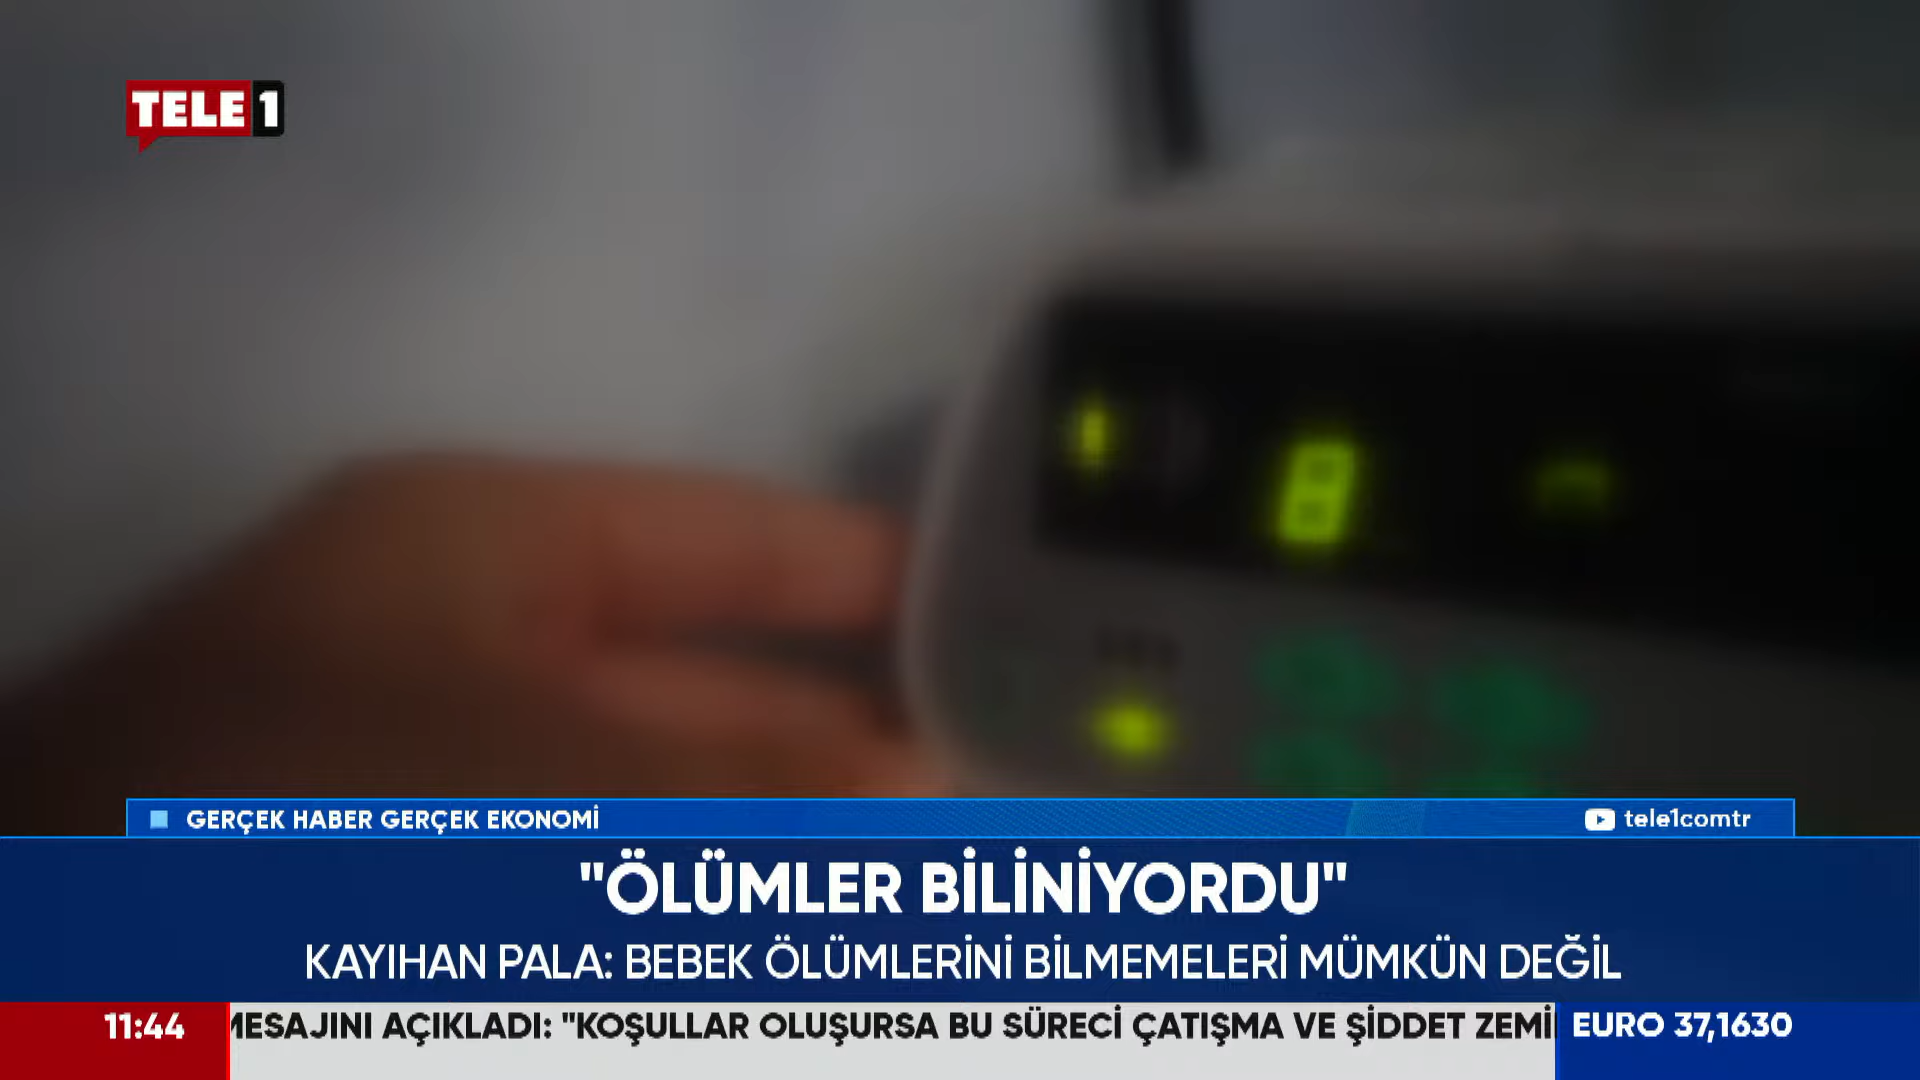 TELE1
GERÇEK HABER GERÇEK EKONOMİ
tele1comtr
"ÖLÜMLER BİLİNİYORDU"
KAYIHAN PALA: BEBEK ÖLÜMLERİNİ BİLMEMELERİ MÜMKÜN DEĞİL
11:44
MESAJINI AÇIKLADI: "KOŞULLAR OLUŞURSA BU SÜRECİ ÇATIŞMA VE ŞİDDET ZEMİ
EURO 37,1630